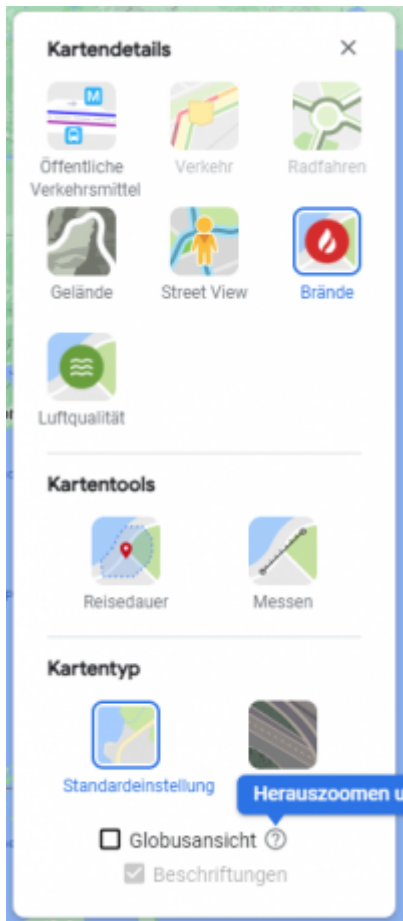 Kartendetails
M
Öffentliche Verkehr Radfahren
Verkehrsmittel
Gelände Street View Brände
Luftqualität
Kartentools
Reisedauer Messen
Kartentyp
Standardeinstellung
Herauszoomen u
Globusansicht ?
Beschriftungen